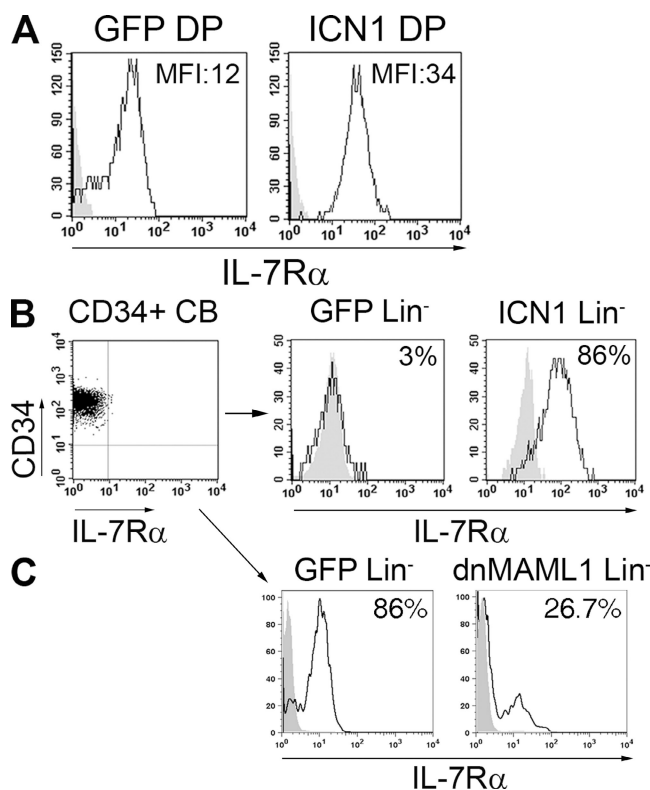 A
GFP DP
ICN1 DP
150
120
90
60
30
0
MFI:12
10⁰ 10¹ 10² 10³ 10⁴
150
120
90
60
30
0
MFI:34
10⁰ 10¹ 10² 10³ 10⁴
IL-7Rα
B
CD34+ CB
GFP Lin⁻
ICN1 Lin⁻
CD34
10⁴
10³
10²
10¹
10⁰
10⁰ 10¹ 10² 10³ 10⁴
IL-7Rα
50
40
30
20
10
0
3%
10⁰ 10¹ 10² 10³ 10⁴
50
40
30
20
10
0
86%
10⁰ 10¹ 10² 10³ 10⁴
IL-7Rα
C
GFP Lin⁻
dnMAML1 Lin⁻
100
80
60
40
20
0
86%
10⁰ 10¹ 10² 10³ 10⁴
100
80
60
40
20
0
26.7%
10⁰ 10¹ 10² 10³ 10⁴
IL-7Rα